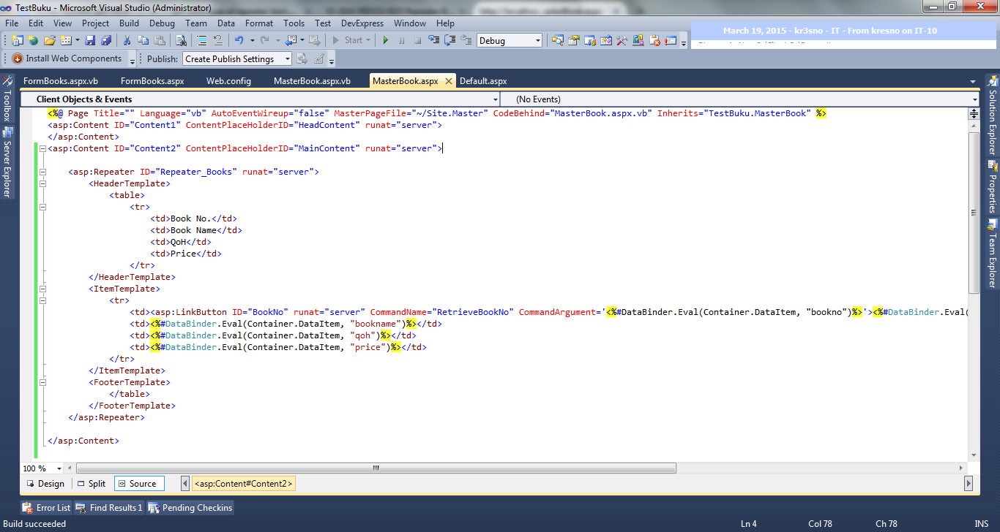 TestBuku - Microsoft Visual Studio (Administrator)
File Edit View Project Build Debug Team Data Format Tools Test DevExpress Window Help
March 19, 2015 - kr3sno - IT - From kresno on IT-10
Start Debug
Install Web Components Publish: Create Publish Settings
FormBooks.aspx.vb FormBooks.aspx Web.config MasterBook.aspx.vb MasterBook.aspx Default.aspx
Client Objects & Events (No Events)
Toolbox
Server Explorer
<%@ Page Title="" Language="vb" AutoEventWireup="false" MasterPageFile="~/Site.Master" CodeBehind="MasterBook.aspx.vb" Inherits="TestBuku.MasterBook" %>
<asp:Content ID="Content1" ContentPlaceHolderID="HeadContent" runat="server">
</asp:Content>
<asp:Content ID="Content2" ContentPlaceHolderID="MainContent" runat="server">
<asp:Repeater ID="Repeater_Books" runat="server">
<HeaderTemplate>
<table>
<tr>
<td>Book No.</td>
<td>Book Name</td>
<td>QoH</td>
<td>Price</td>
</tr>
</HeaderTemplate>
<ItemTemplate>
<tr>
<td><asp:LinkButton ID="BookNo" runat="server" CommandName="RetrieveBookNo" CommandArgument='<%#DataBinder.Eval(Container.DataItem, "bookno")%>'><%#DataBinder.Eval(
<td><%#DataBinder.Eval(Container.DataItem, "bookname")%></td>
<td><%#DataBinder.Eval(Container.DataItem, "qoh")%></td>
<td><%#DataBinder.Eval(Container.DataItem, "price")%></td>
</tr>
</ItemTemplate>
<FooterTemplate>
</table>
</FooterTemplate>
</asp:Repeater>
</asp:Content>
Solution Explorer
Properties
Team Explorer
100 %
Design Split Source <asp:Content#Content2>
Error List Find Results 1 Pending Checkins
Build succeeded Ln 4 Col 78 Ch 78 INS